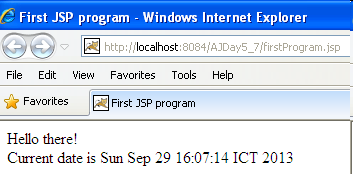 First JSP program - Windows Internet Explorer
http://localhost:8084/AJDay5_7/firstProgram.jsp
File Edit View Favorites Tools Help
Favorites First JSP program
Hello there!
Current date is Sun Sep 29 16:07:14 ICT 2013